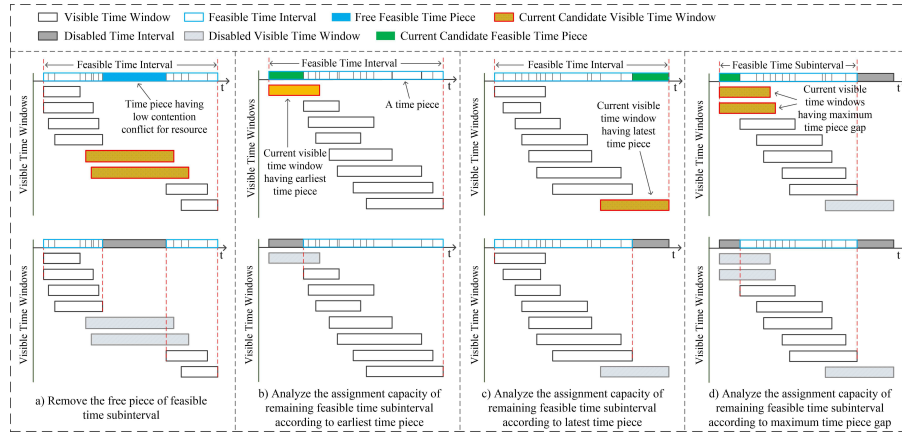 Visible Time Window
Feasible Time Interval
Free Feasible Time Piece
Current Candidate Visible Time Window
Disabled Time Interval
Disabled Visible Time Window
Current Candidate Feasible Time Piece
Feasible Time Interval
t
Time piece having
low contention
conflict for resource
Visible Time Windows
Feasible Time Interval
t
A time piece
Current visible
time window
having earliest
time piece
Visible Time Windows
Feasible Time Interval
t
Current visible
time window
having latest
time piece
Visible Time Windows
Feasible Time Subinterval
t
Current visible
time windows
having maximum
time piece gap
Visible Time Windows
t
Visible Time Windows
t
Visible Time Windows
t
Visible Time Windows
t
Visible Time Windows
a) Remove the free piece of feasible
time subinterval
b) Analyze the assignment capacity of
remaining feasible time subinterval
according to earliest time piece
c) Analyze the assignment capacity of
remaining feasible time subinterval
according to latest time piece
d) Analyze the assignment capacity of
remaining feasible time subinterval
according to maximum time piece gap